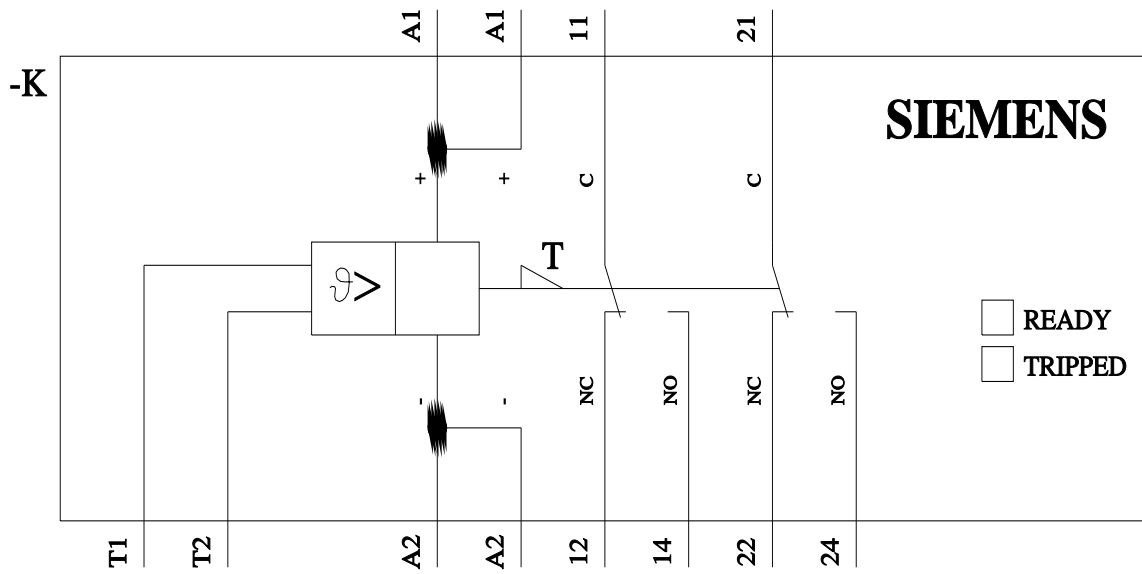 A1
A1
11
21
-K
SIEMENS
+
+
C
C
T
ϑ>
READY
TRIPPED
-
-
NC
NO
NC
NO
T1
T2
A2
A2
12
14
22
24